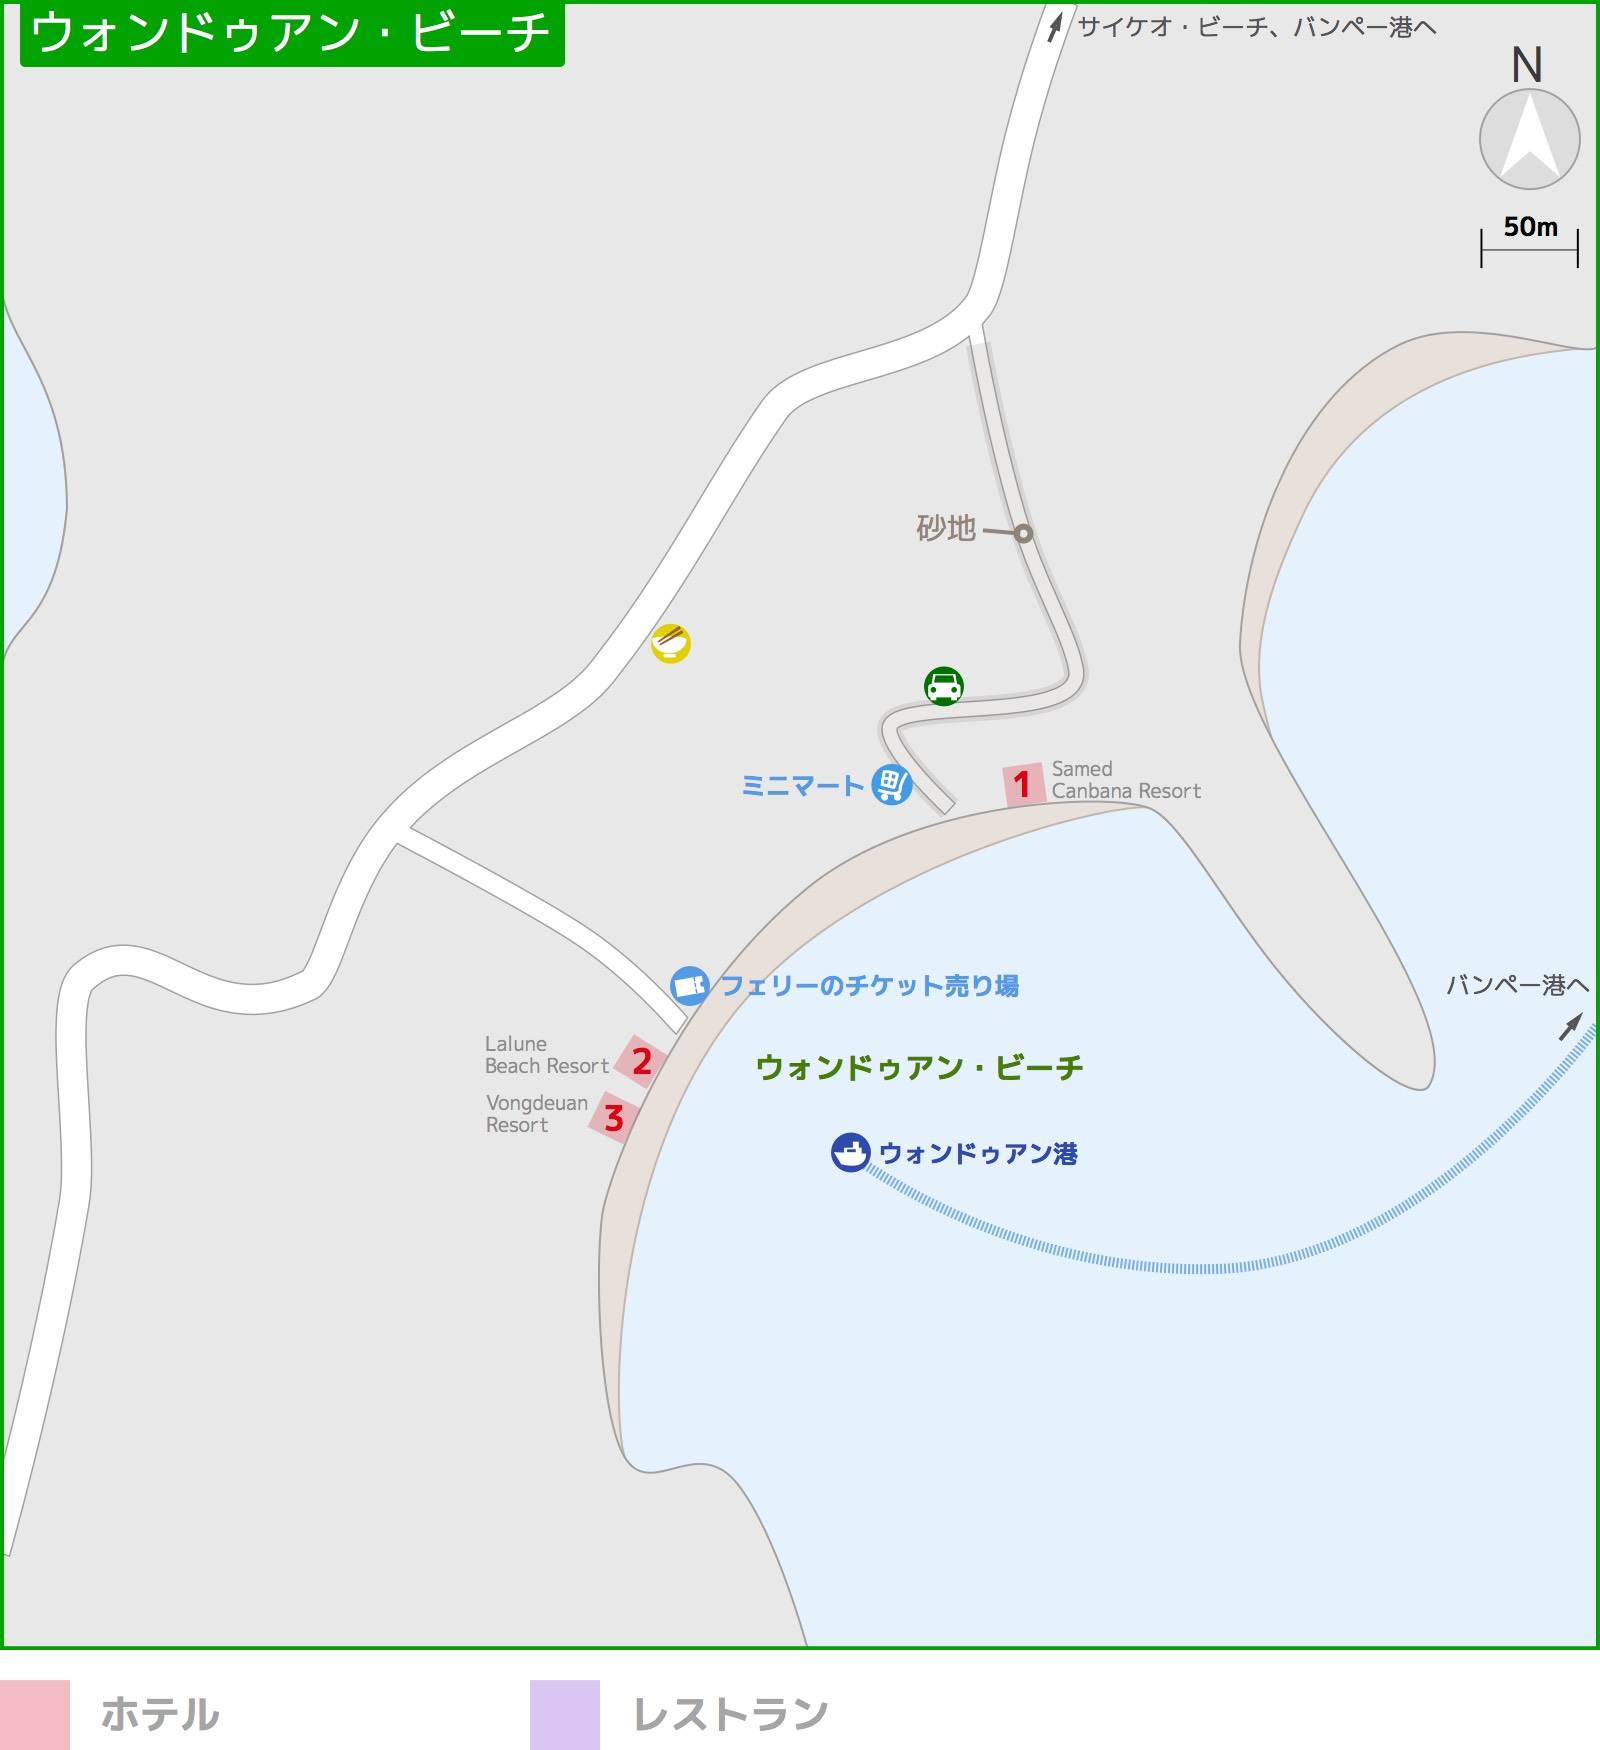 ウォンドゥアン・ビーチ
サイケオ・ビーチ、バンペー港へ
N
50m
砂地
ミニマート
1
Samed
Canbana Resort
フェリーのチケット売り場
バンペー港へ
Lalune
Beach Resort
2
ウォンドゥアン・ビーチ
Vongdeuan
Resort
3
ウォンドゥアン港
ホテル
レストラン